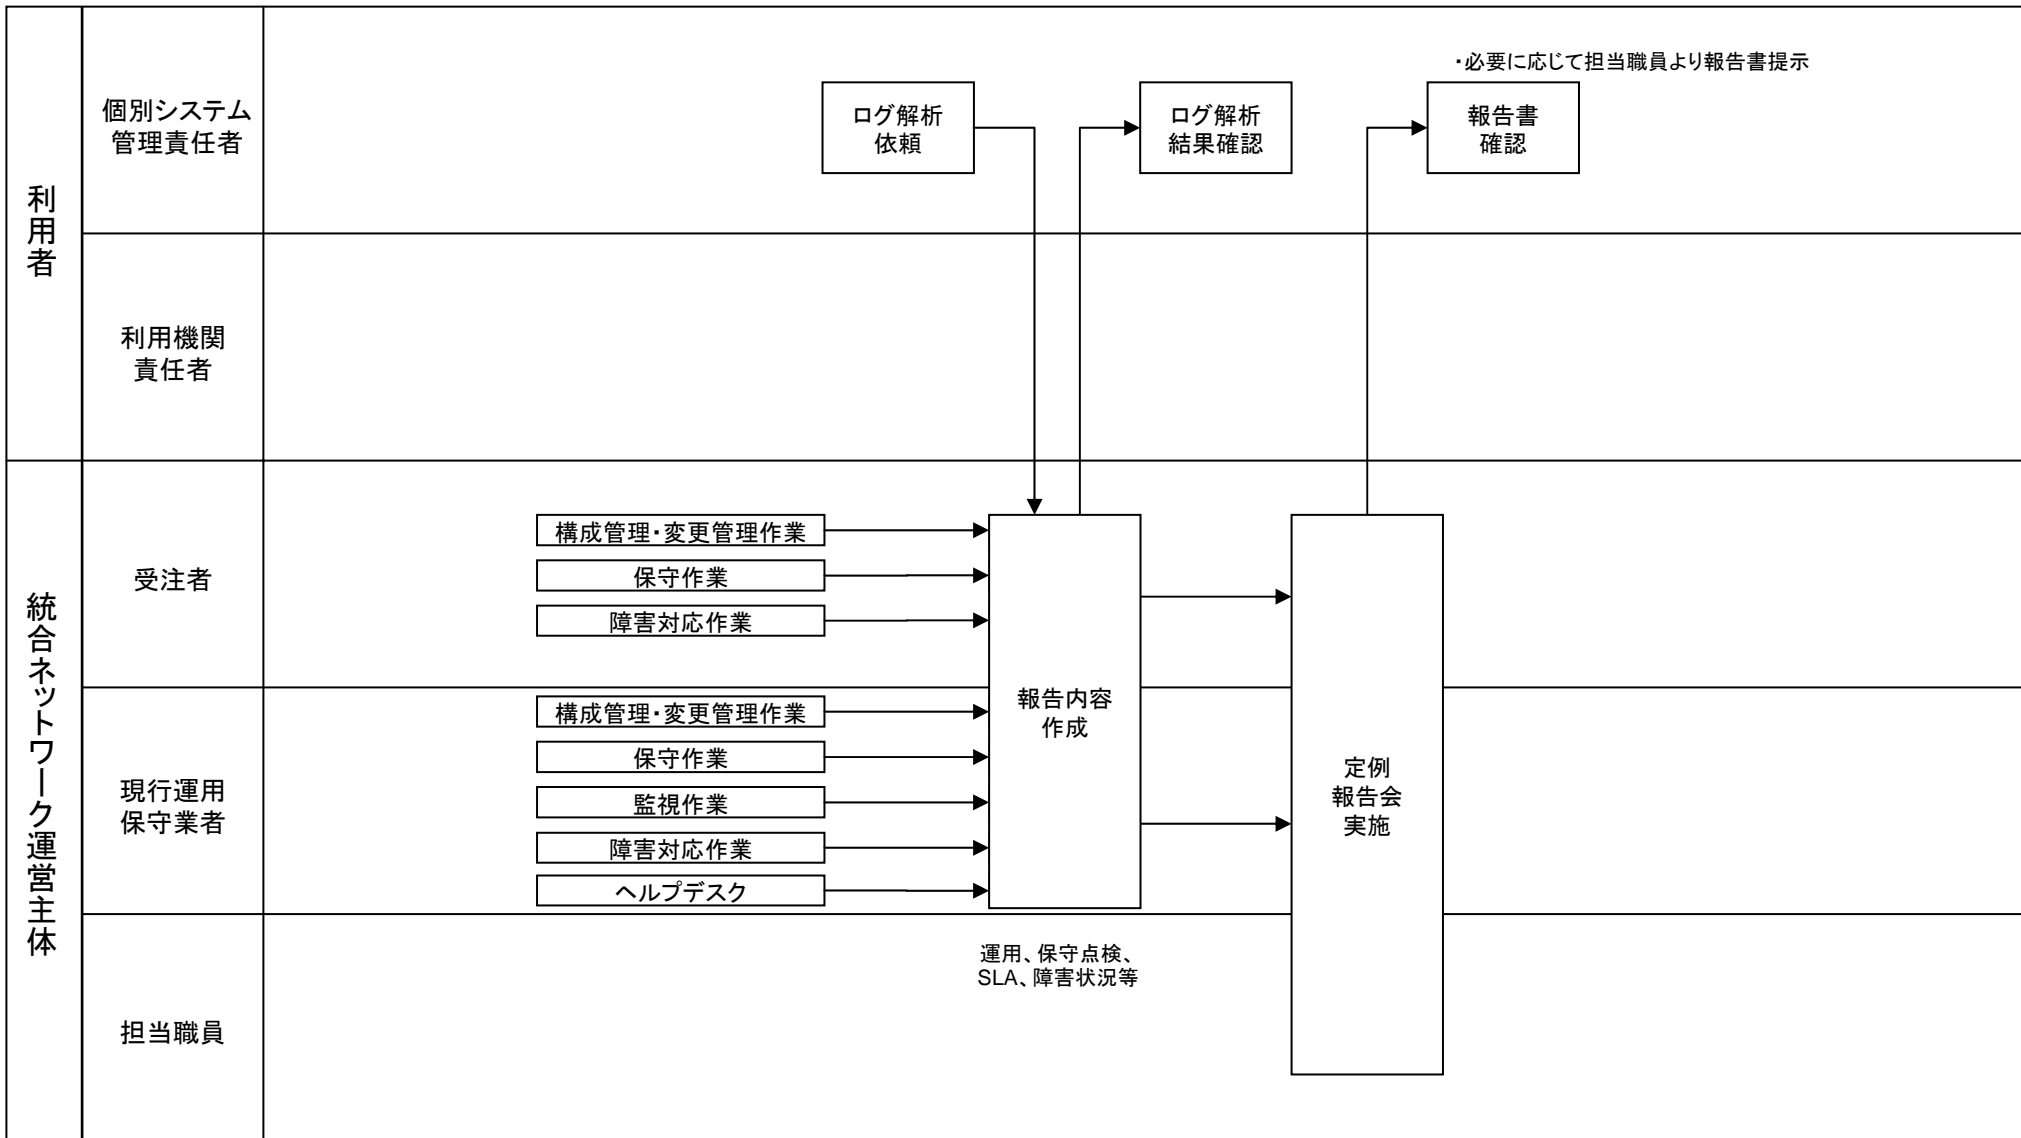 利用者
個別システム
管理責任者
・必要に応じて担当職員より報告書提示
ログ解析
依頼
ログ解析
結果確認
報告書
確認
利用機関
責任者
統合ネットワーク運営主体
受注者
構成管理・変更管理作業
保守作業
障害対応作業
報告内容
作成
定例
報告会
実施
現行運用
保守業者
構成管理・変更管理作業
保守作業
監視作業
障害対応作業
ヘルプデスク
運用、保守点検、
SLA、障害状況等
担当職員